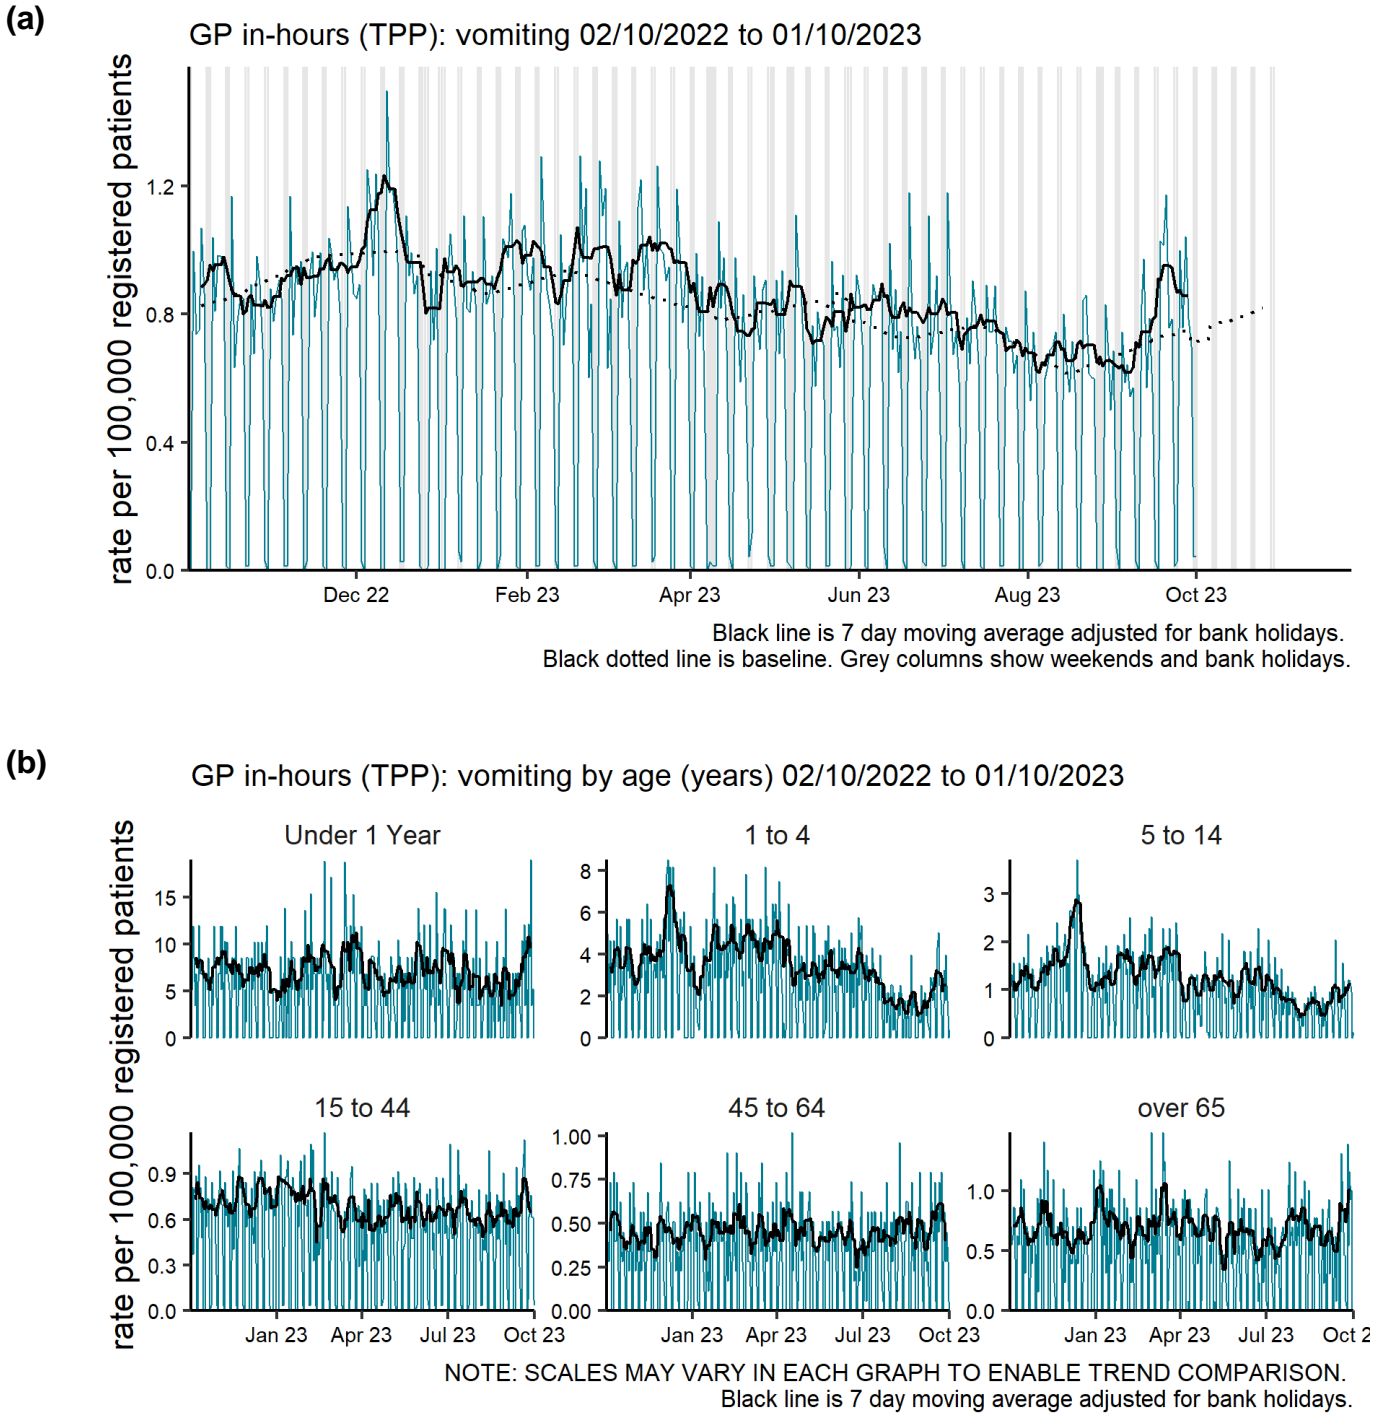 (a)
GP in-hours (TPP): vomiting 02/10/2022 to 01/10/2023
rate per 100,000 registered patients
1.2
0.8
0.4
0.0
Dec 22 Feb 23 Apr 23 Jun 23 Aug 23 Oct 23
Black line is 7 day moving average adjusted for bank holidays.
Black dotted line is baseline. Grey columns show weekends and bank holidays.
(b)
GP in-hours (TPP): vomiting by age (years) 02/10/2022 to 01/10/2023
rate per 100,000 registered patients
Under 1 Year
15
10
5
0
1 to 4
8
6
4
2
0
5 to 14
3
2
1
0
15 to 44
0.9
0.6
0.3
0.0
Jan 23 Apr 23 Jul 23 Oct 23
45 to 64
1.00
0.75
0.50
0.25
0.00
Jan 23 Apr 23 Jul 23 Oct 23
over 65
1.0
0.5
0.0
Jan 23 Apr 23 Jul 23 Oct 2
NOTE: SCALES MAY VARY IN EACH GRAPH TO ENABLE TREND COMPARISON.
Black line is 7 day moving average adjusted for bank holidays.